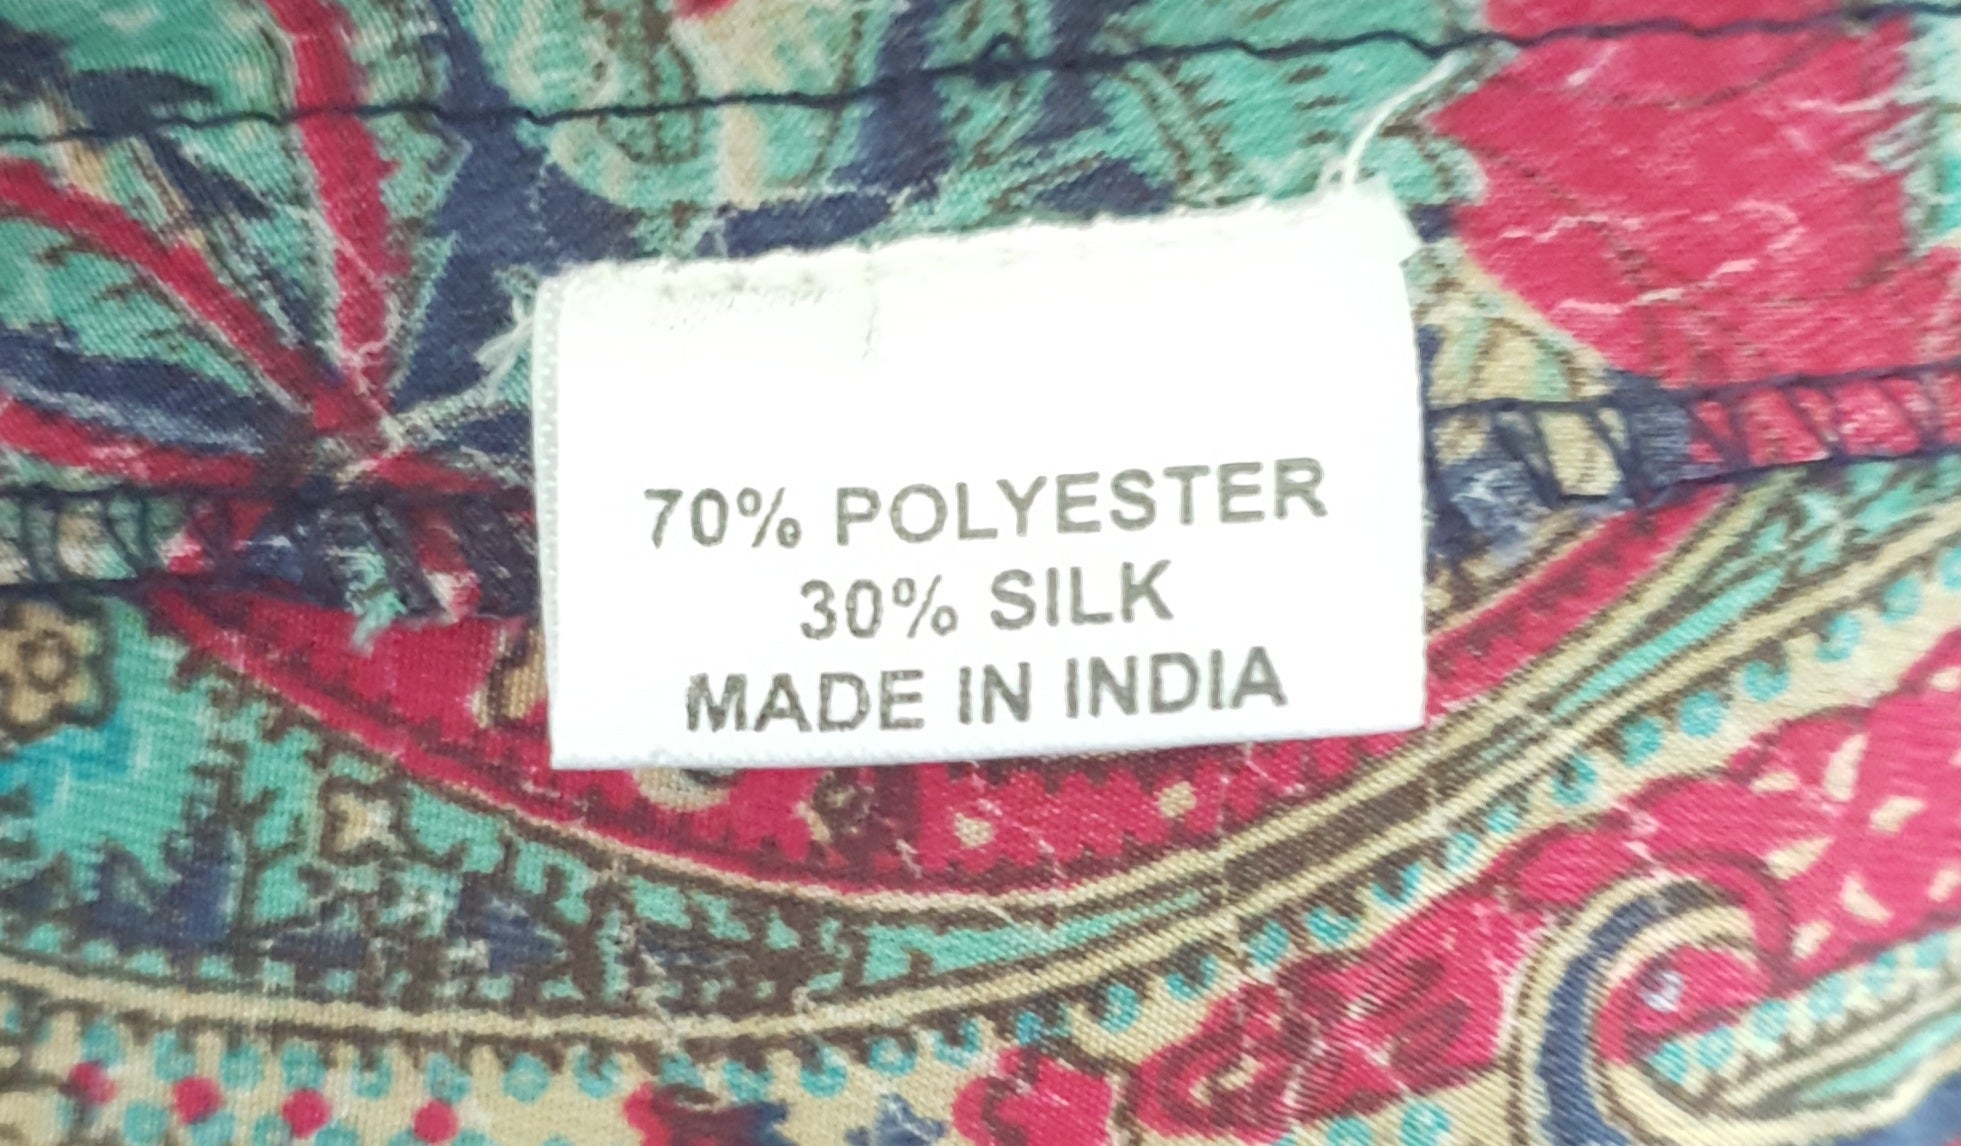 70% POLYESTER
30% SILK
MADE IN INDIA